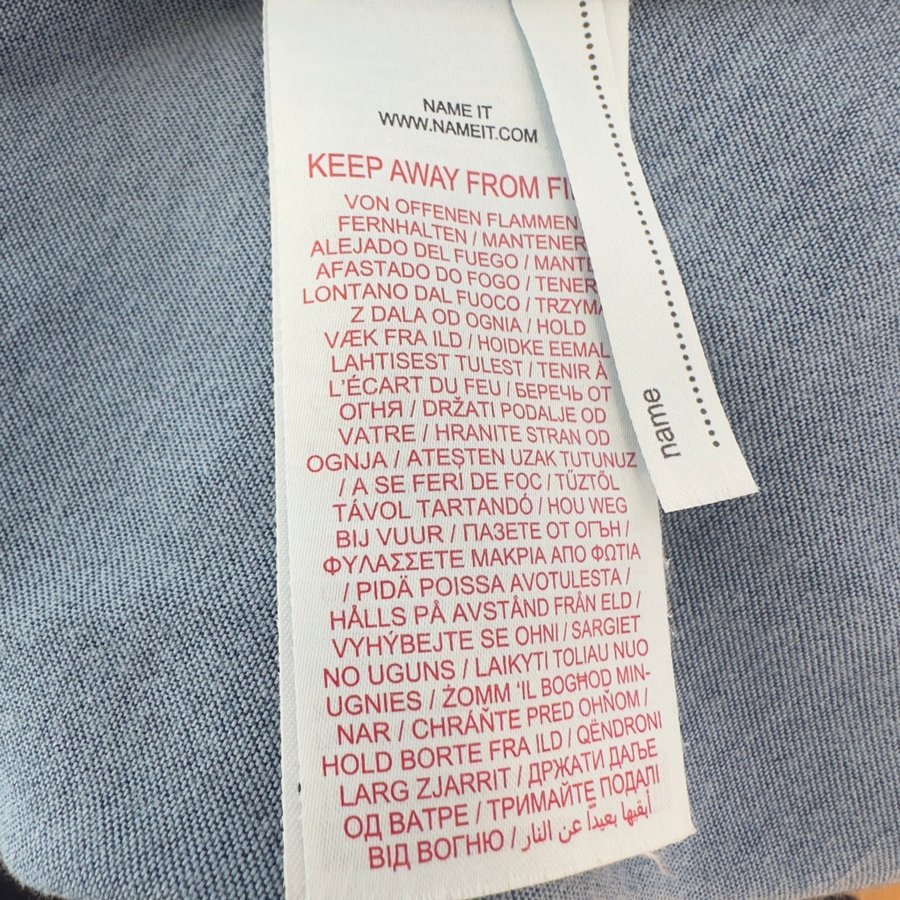 NAME IT
WWW.NAMEIT.COM
KEEP AWAY FROM
VON OFFENEN FLAMMEN
FERNHALTEN / MANTENER
ALEJADO DEL FUEGO /
AFASTADO DO FOGO / TENER
LONTANO DAL FUOCO /
Z DALA OD OGNIA / HOLD
VÆK FRA ILD / HOIDKE EEMAL
LAHTISEST TULEST / TENIR À
L'ÉCART DU FEU / БЕРЕЧЬ ОТ
ОГНЯ / DRŽATI PODALJE OD
VATRE / HRANITE STRAN OD
OGNJA / ATEŞTEN UZAK TUTUNUZ
/ A SE FERI DE FOC / TŰZTŐL
TÁVOL TARTANDÓ / HOU WEG
BIJ VUUR / ПАЗЕТЕ ОТ ОГЪН /
ΦΥΛΑΣΣΕΤΕ ΜΑΚΡΙΑ ΑΠΟ ΦΩΤΙΑ
/ PIDÄ POISSA AVOTULESTA /
HÅLLS PÅ AVSTÅND FRÅN ELD /
VYHÝBEJTE SE OHNI / SARGIET
NO UGUNS / LAIKYTI TOLIAU NUO
UGNIES / ŻOMM 'IL BOGĦOD MIN-
NAR / CHRÁŇTE PRED OHŇOM /
HOLD BORTE FRA ILD / QËNDRONI
LARG ZJARRIT / ДРЖАТИ ДАЉЕ
ОД ВАТРЕ / ТРИМАЙТЕ ПОДАЛІ
ВІД ВОГНЮ / أبقيها بعيداً عن النار
name